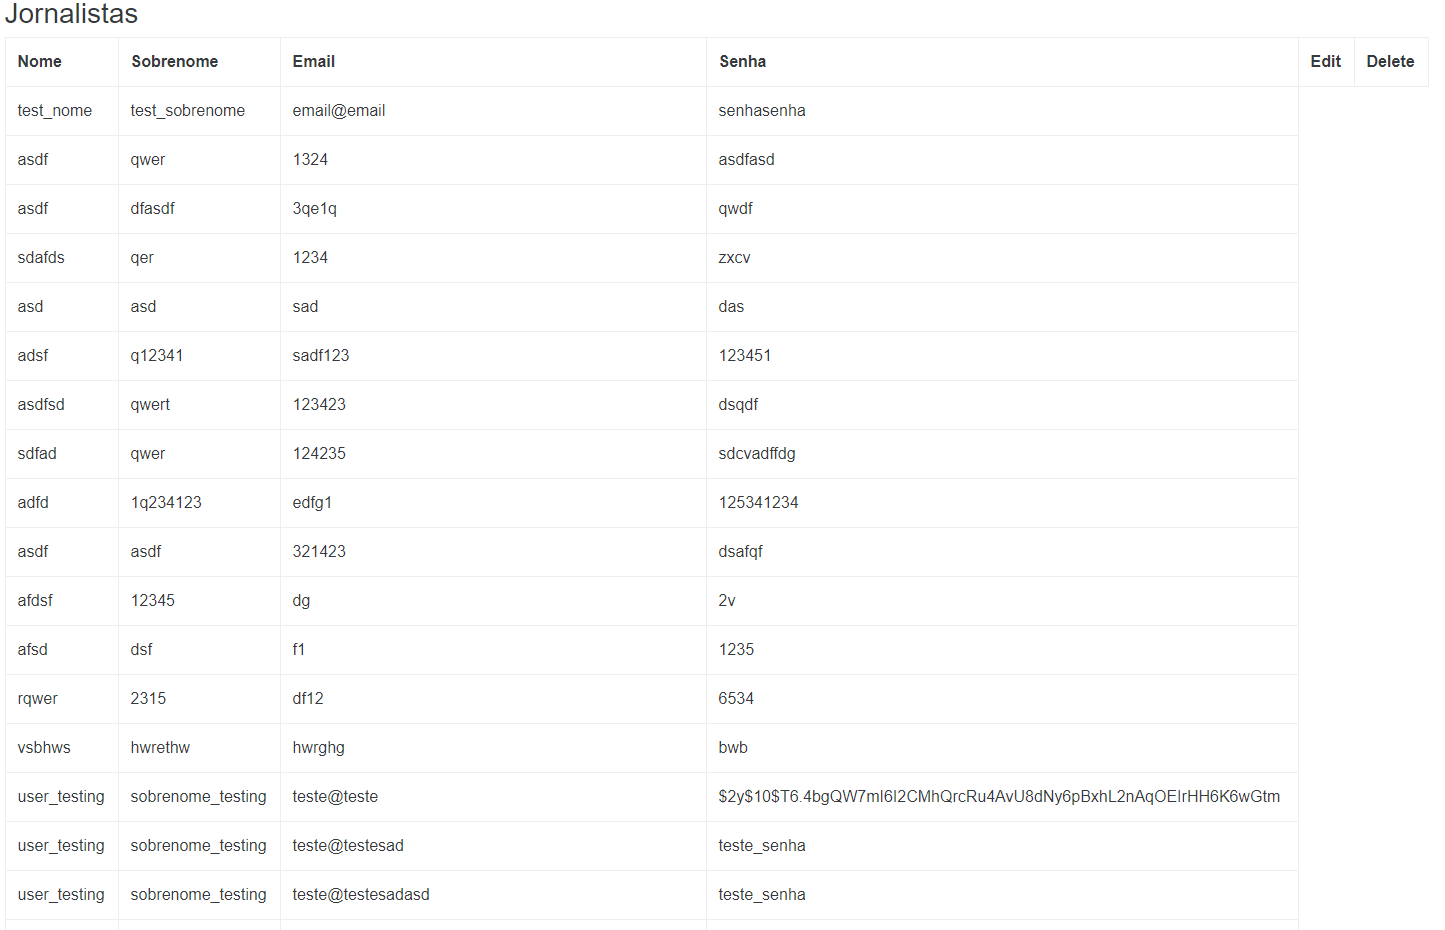 Jornalistas
Nome Sobrenome Email Senha Edit Delete
test_nome test_sobrenome email@email senhasenha
asdf qwer 1324 asdfasd
asdf dfasdf 3qe1q qwdf
sdafds qer 1234 zxcv
asd asd sad das
adsf q12341 sadf123 123451
asdfsd qwert 123423 dsqdf
sdfad qwer 124235 sdcvadffdg
adfd 1q234123 edfg1 125341234
asdf asdf 321423 dsafqf
afdsf 12345 dg 2v
afsd dsf f1 1235
rqwer 2315 df12 6534
vsbhws hwrethw hwrghg bwb
user_testing sobrenome_testing teste@teste $2y$10$T6.4bgQW7ml6I2CMhQrcRu4AvU8dNy6pBxhL2nAqOEIrHH6K6wGtm
user_testing sobrenome_testing teste@testesad teste_senha
user_testing sobrenome_testing teste@testesadasd teste_senha